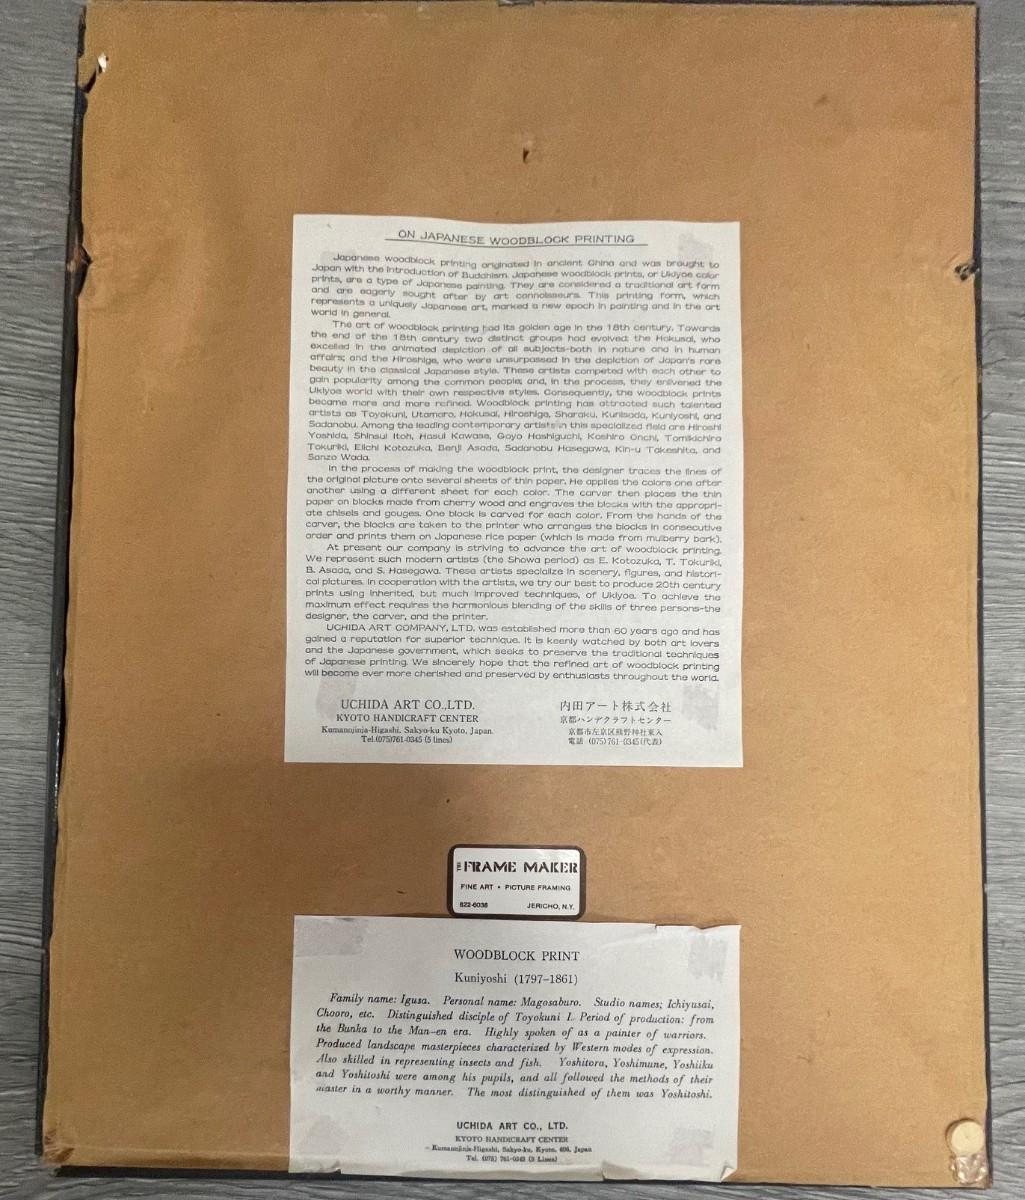 ON JAPANESE WOODBLOCK PRINTING
Japanese woodblock printing originated in ancient China and was brought to
Japan with the introduction of Buddhism. Japanese woodblock prints, or Ukiyoe color
prints, are a type of Japanese painting. They are considered a traditional art form
and are eagerly sought after by art connoisseurs. This printing form, which
represents a uniquely Japanese art, marked a new epoch in painting and in the art
world in general.
The art of woodblock printing had its golden age in the 18th century. Towards
the end of the 18th century two distinct groups had evolved: the Hokusai, who
excelled in the animated depiction of all subjects-both in nature and in human
affairs; and the Hiroshige, who were unsurpassed in the depiction of Japan's rare
beauty in the classical Japanese style. These artists competed with each other to
gain popularity among the common people; and, in the process, they enlivened the
Ukiyoe world with their own respective styles. Consequently, the woodblock prints
became more and more refined. Woodblock printing has attracted such talented
artists as Toyokuni, Utamaro, Hokusai, Hiroshige, Sharaku, Kunisada, Kuniyoshi, and
Sadanobu. Among the leading contemporary artists in this specialized field are Hiroshi
Yoshida, Shinsui Itoh, Hasui Kawase, Goyo Hashiguchi, Koshiro Onchi, Tomikichiro
Tokuriki, Eiichi Kotozuka, Benji Asada, Sadanobu Hasegawa, Kin-u Takeshita, and
Sanzo Wada.
In the process of making the woodblock print, the designer traces the lines of
the original picture onto several sheets of thin paper. He applies the colors one after
another using a different sheet for each color. The carver then places the thin
paper on blocks made from cherry wood and engraves the blocks with the appropri-
ate chisels and gouges. One block is carved for each color. From the hands of the
carver, the blocks are taken to the printer who arranges the blocks in consecutive
order and prints them on Japanese rice paper (which is made from mulberry bark).
At present our company is striving to advance the art of woodblock printing.
We represent such modern artists (the Showa period) as E. Kotozuka, T. Tokuriki,
B. Asada, and S. Hasegawa. These artists specialize in scenery, figures, and histori-
cal pictures. In cooperation with the artists, we try our best to produce 20th century
prints using inherited, but much improved techniques, of Ukiyoe. To achieve the
maximum effect requires the harmonious blending of the skills of three persons-the
designer, the carver, and the printer.
UCHIDA ART COMPANY, LTD. was established more than 60 years ago and has
gained a reputation for superior technique. It is keenly watched by both art lovers
and the Japanese government, which seeks to preserve the traditional techniques
of Japanese printing. We sincerely hope that the refined art of woodblock printing
will become ever more cherished and preserved by enthusiasts throughout the world.
UCHIDA ART CO.,LTD.
KYOTO HANDICRAFT CENTER
Kumanojinja-Higashi, Sakyo-ku Kyoto, Japan.
Tel.(075)761-0345 (5 lines)
内田アート株式会社
京都ハンデクラフトセンター
京都市左京区熊野神社東入
電話 (075)761-0345(代表)
THE FRAME MAKER
FINE ART • PICTURE FRAMING
822-6036 JERICHO, N.Y.
WOODBLOCK PRINT
Kuniyoshi (1797-1861)
Family name: Igusa. Personal name: Magosaburo. Studio names; Ichiyusai,
Chooro, etc. Distinguished disciple of Toyokuni I. Period of production: from
the Bunka to the Man-en era. Highly spoken of as a painter of warriors.
Produced landscape masterpieces characterized by Western modes of expression.
Also skilled in representing insects and fish. Yoshitora, Yoshimune, Yoshiiku
and Yoshitoshi were among his pupils, and all followed the methods of their
master in a worthy manner. The most distinguished of them was Yoshitoshi.
UCHIDA ART CO., LTD.
KYOTO HANDICRAFT CENTER
Kumanojinja-Higashi, Sakyo-ku, Kyoto, 606, Japan
Tel. (075) 761-0345 (5 Lines)